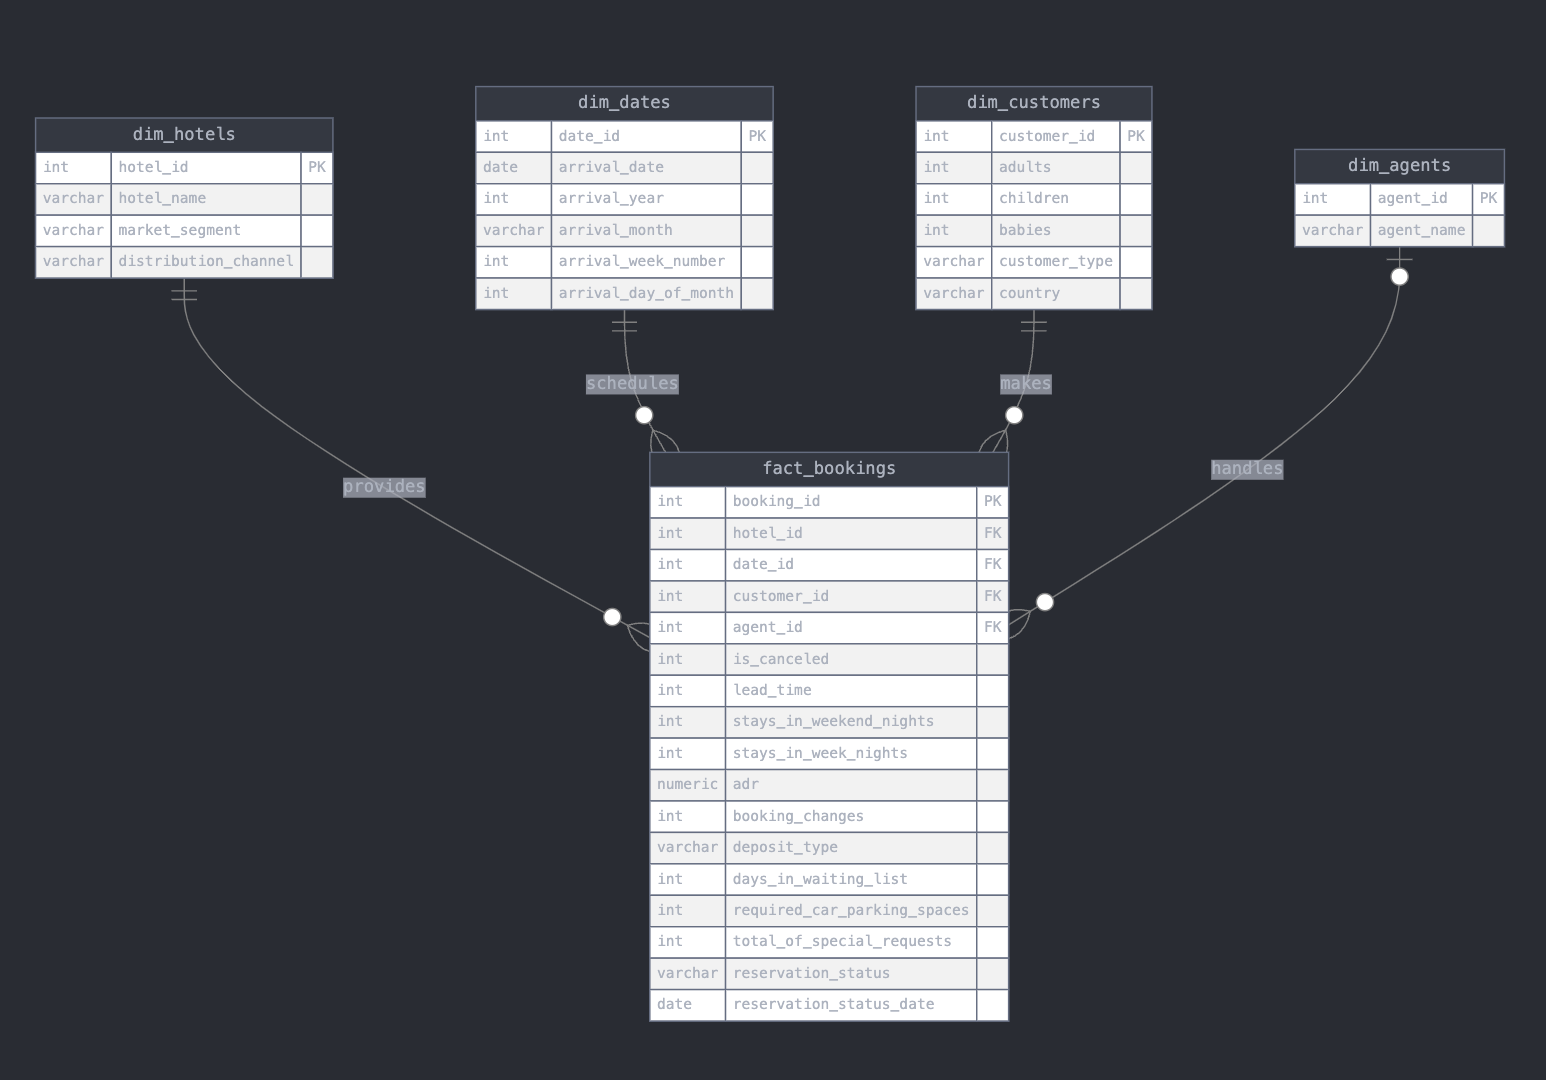 dim_hotels
int hotel_id PK
varchar hotel_name
varchar market_segment
varchar distribution_channel
dim_dates
int date_id PK
date arrival_date
int arrival_year
varchar arrival_month
int arrival_week_number
int arrival_day_of_month
dim_customers
int customer_id PK
int adults
int children
int babies
varchar customer_type
varchar country
dim_agents
int agent_id PK
varchar agent_name
schedules
makes
provides
handles
fact_bookings
int booking_id PK
int hotel_id FK
int date_id FK
int customer_id FK
int agent_id FK
int is_canceled
int lead_time
int stays_in_weekend_nights
int stays_in_week_nights
numeric adr
int booking_changes
varchar deposit_type
int days_in_waiting_list
int required_car_parking_spaces
int total_of_special_requests
varchar reservation_status
date reservation_status_date